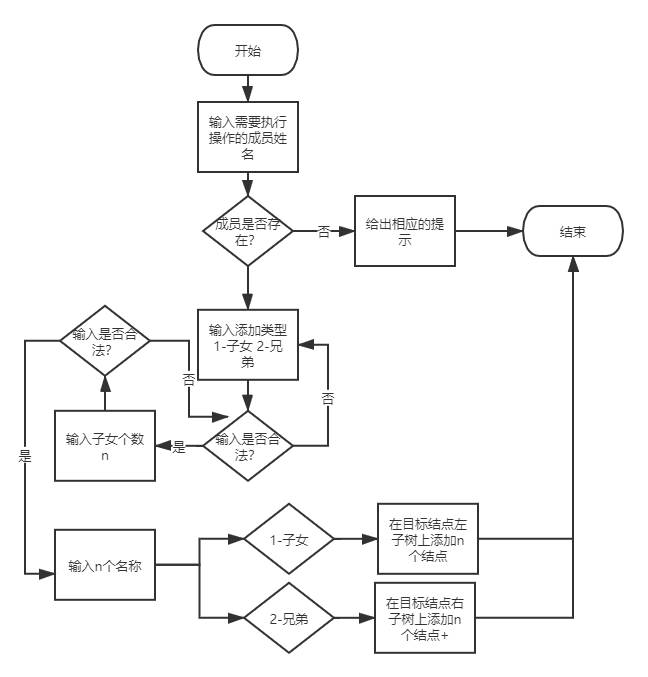 开始
输入需要执行
操作的成员姓
名
成员是否存
在?
否
给出相应的提
示
结束
输入添加类型
1-子女 2-兄
弟
输入是否合
法?
否
否
输入子女个数
n
是
输入是否合
法?
是
输入n个名称
1-子女
在目标结点左
子树上添加n
个结点
2-兄弟
在目标结点右
子树上添加n
个结点+